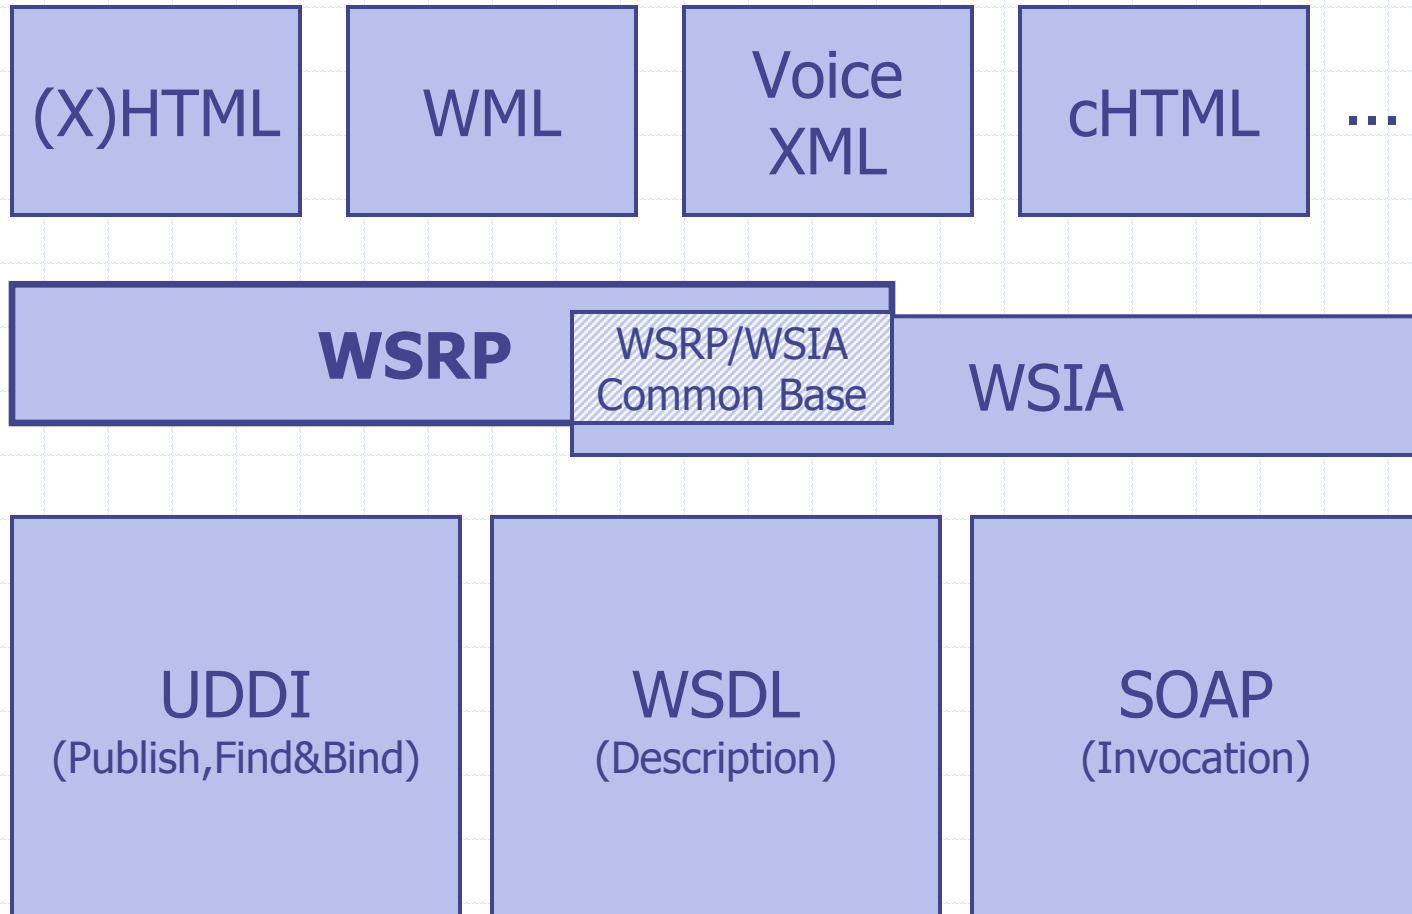 (X)HTML
WML
Voice
XML
cHTML
...
WSRP
WSRP/WSIA
Common Base
WSIA
UDDI
(Publish,Find&Bind)
WSDL
(Description)
SOAP
(Invocation)